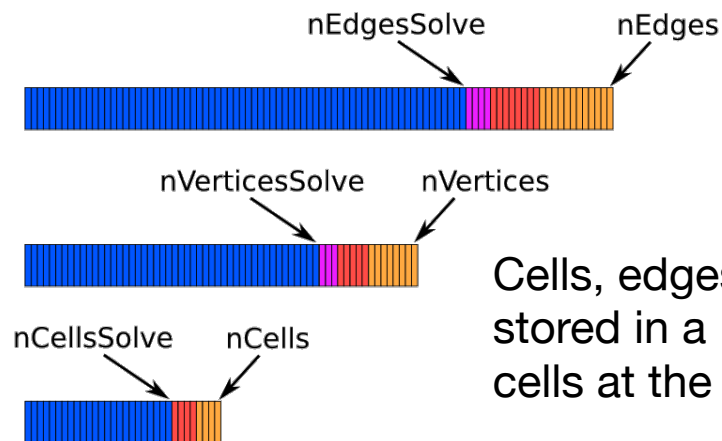 nEdgesSolve nEdges
nVerticesSolve nVertices
Cells, edges
stored in a
nCellsSolve nCells
cells at the